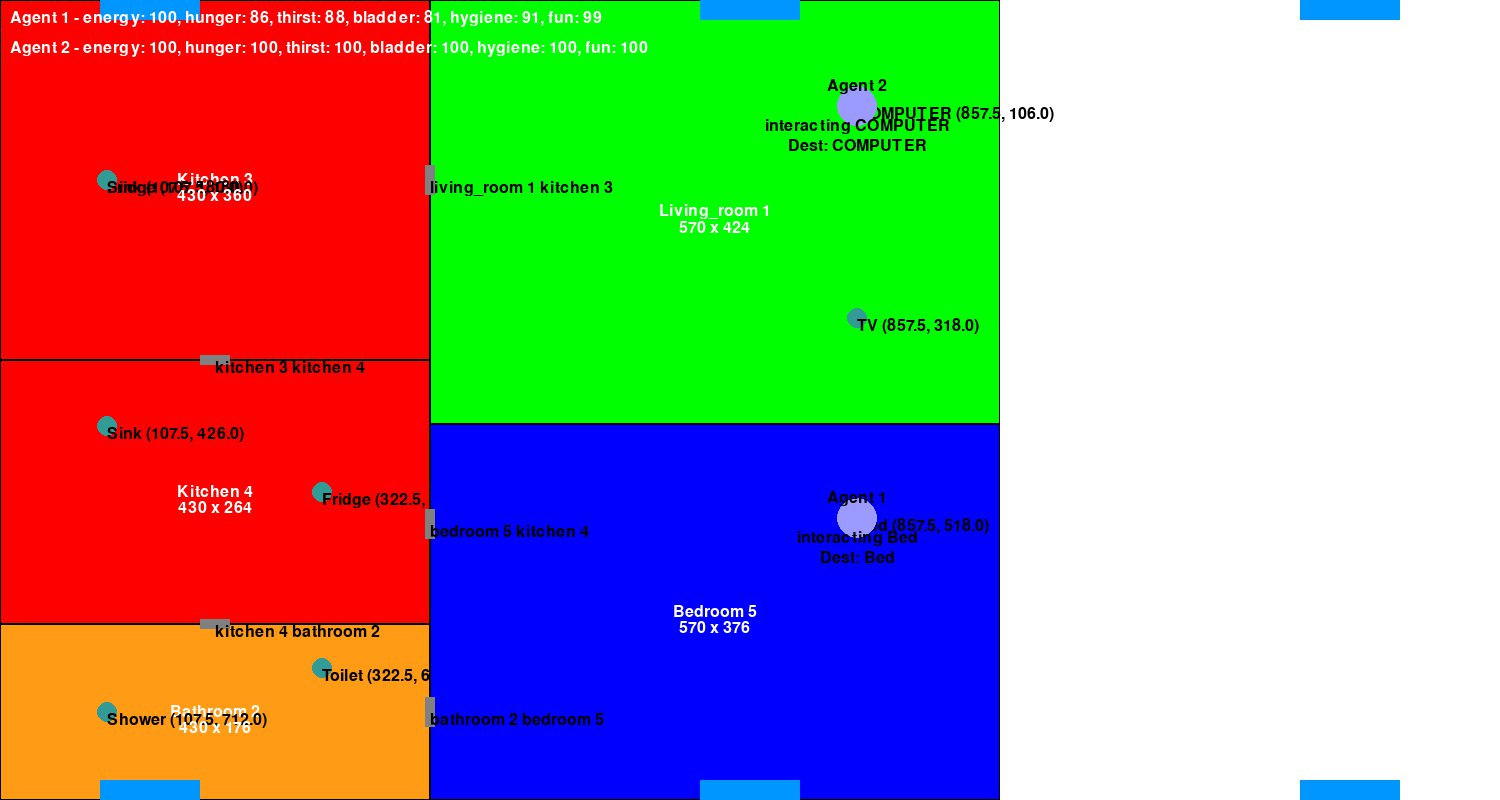 Agent 1 - energy: 100, hunger: 86, thirst: 88, bladder: 81, hygiene: 91, fun: 99
Agent 2 - energy: 100, hunger: 100, thirst: 100, bladder: 100, hygiene: 100, fun: 100
Agent 2
OMPUTER (857.5, 106.0)
interacting COMPUTER
Dest: COMPUTER
Kitchen 3
430 x 360
living_room 1 kitchen 3
Living_room 1
570 x 424
TV (857.5, 318.0)
kitchen 3 kitchen 4
Sink (107.5, 426.0)
Kitchen 4
430 x 264
Fridge (322.5,
Agent 1
ed (857.5, 518.0)
bedroom 5 kitchen 4
interacting Bed
Dest: Bed
Bedroom 5
570 x 376
kitchen 4 bathroom 2
Toilet (322.5, 6
Bathroom 2
Shower (107.5, 712.0)
430 x 176
bathroom 2 bedroom 5